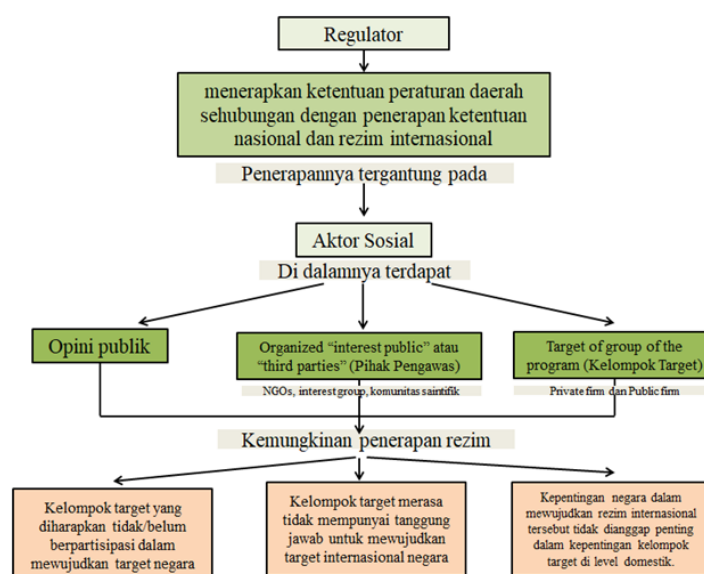 Regulator
menerapkan ketentuan peraturan daerah
sehubungan dengan penerapan ketentuan
nasional dan rezim internasional
Penerapannya tergantung pada
Aktor Sosial
Di dalamnya terdapat
Opini publik
Organized “interest public” atau
“third parties” (Pihak Pengawas)
NGOs, interest group, komunitas saintifik
Target of group of the
program (Kelompok Target)
Private firm dan Public firm
Kemungkinan penerapan rezim
Kelompok target yang
diharapkan tidak/belum
berpartisipasi dalam
mewujudkan target negara
Kelompok target merasa
tidak mempunyai tanggung
jawab untuk mewujudkan
target internasional negara
Kepentingan negara dalam
mewujudkan rezim internasional
tersebut tidak dianggap penting
dalam kepentingan kelompok
target di level domestik.